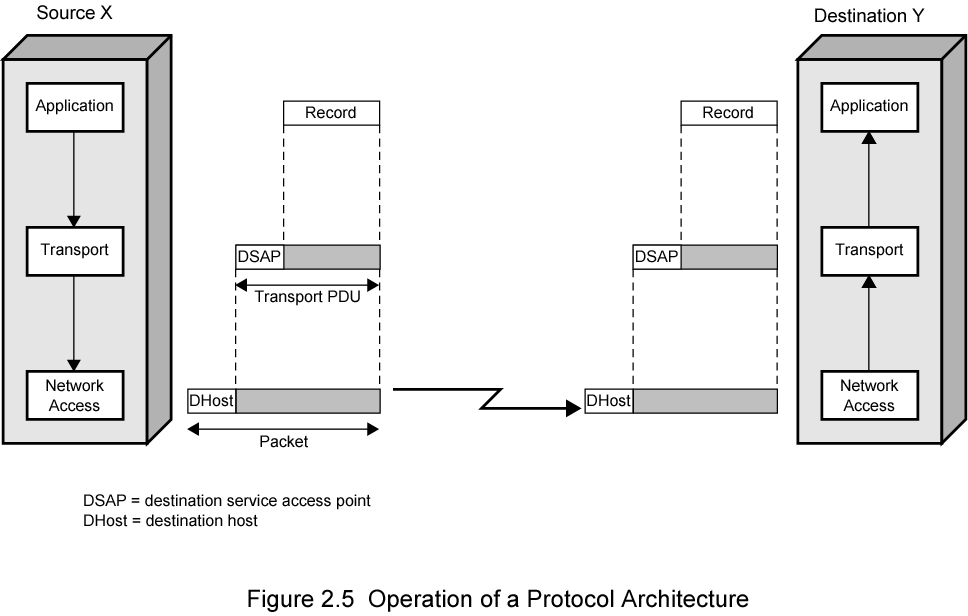 Source X
Destination Y
Application
Record
Record
Application
Transport
DSAP
DSAP
Transport
Transport PDU
Network
Access
DHost
DHost
Network
Access
Packet
DSAP = destination service access point
DHost = destination host
Figure 2.5  Operation of a Protocol Architecture